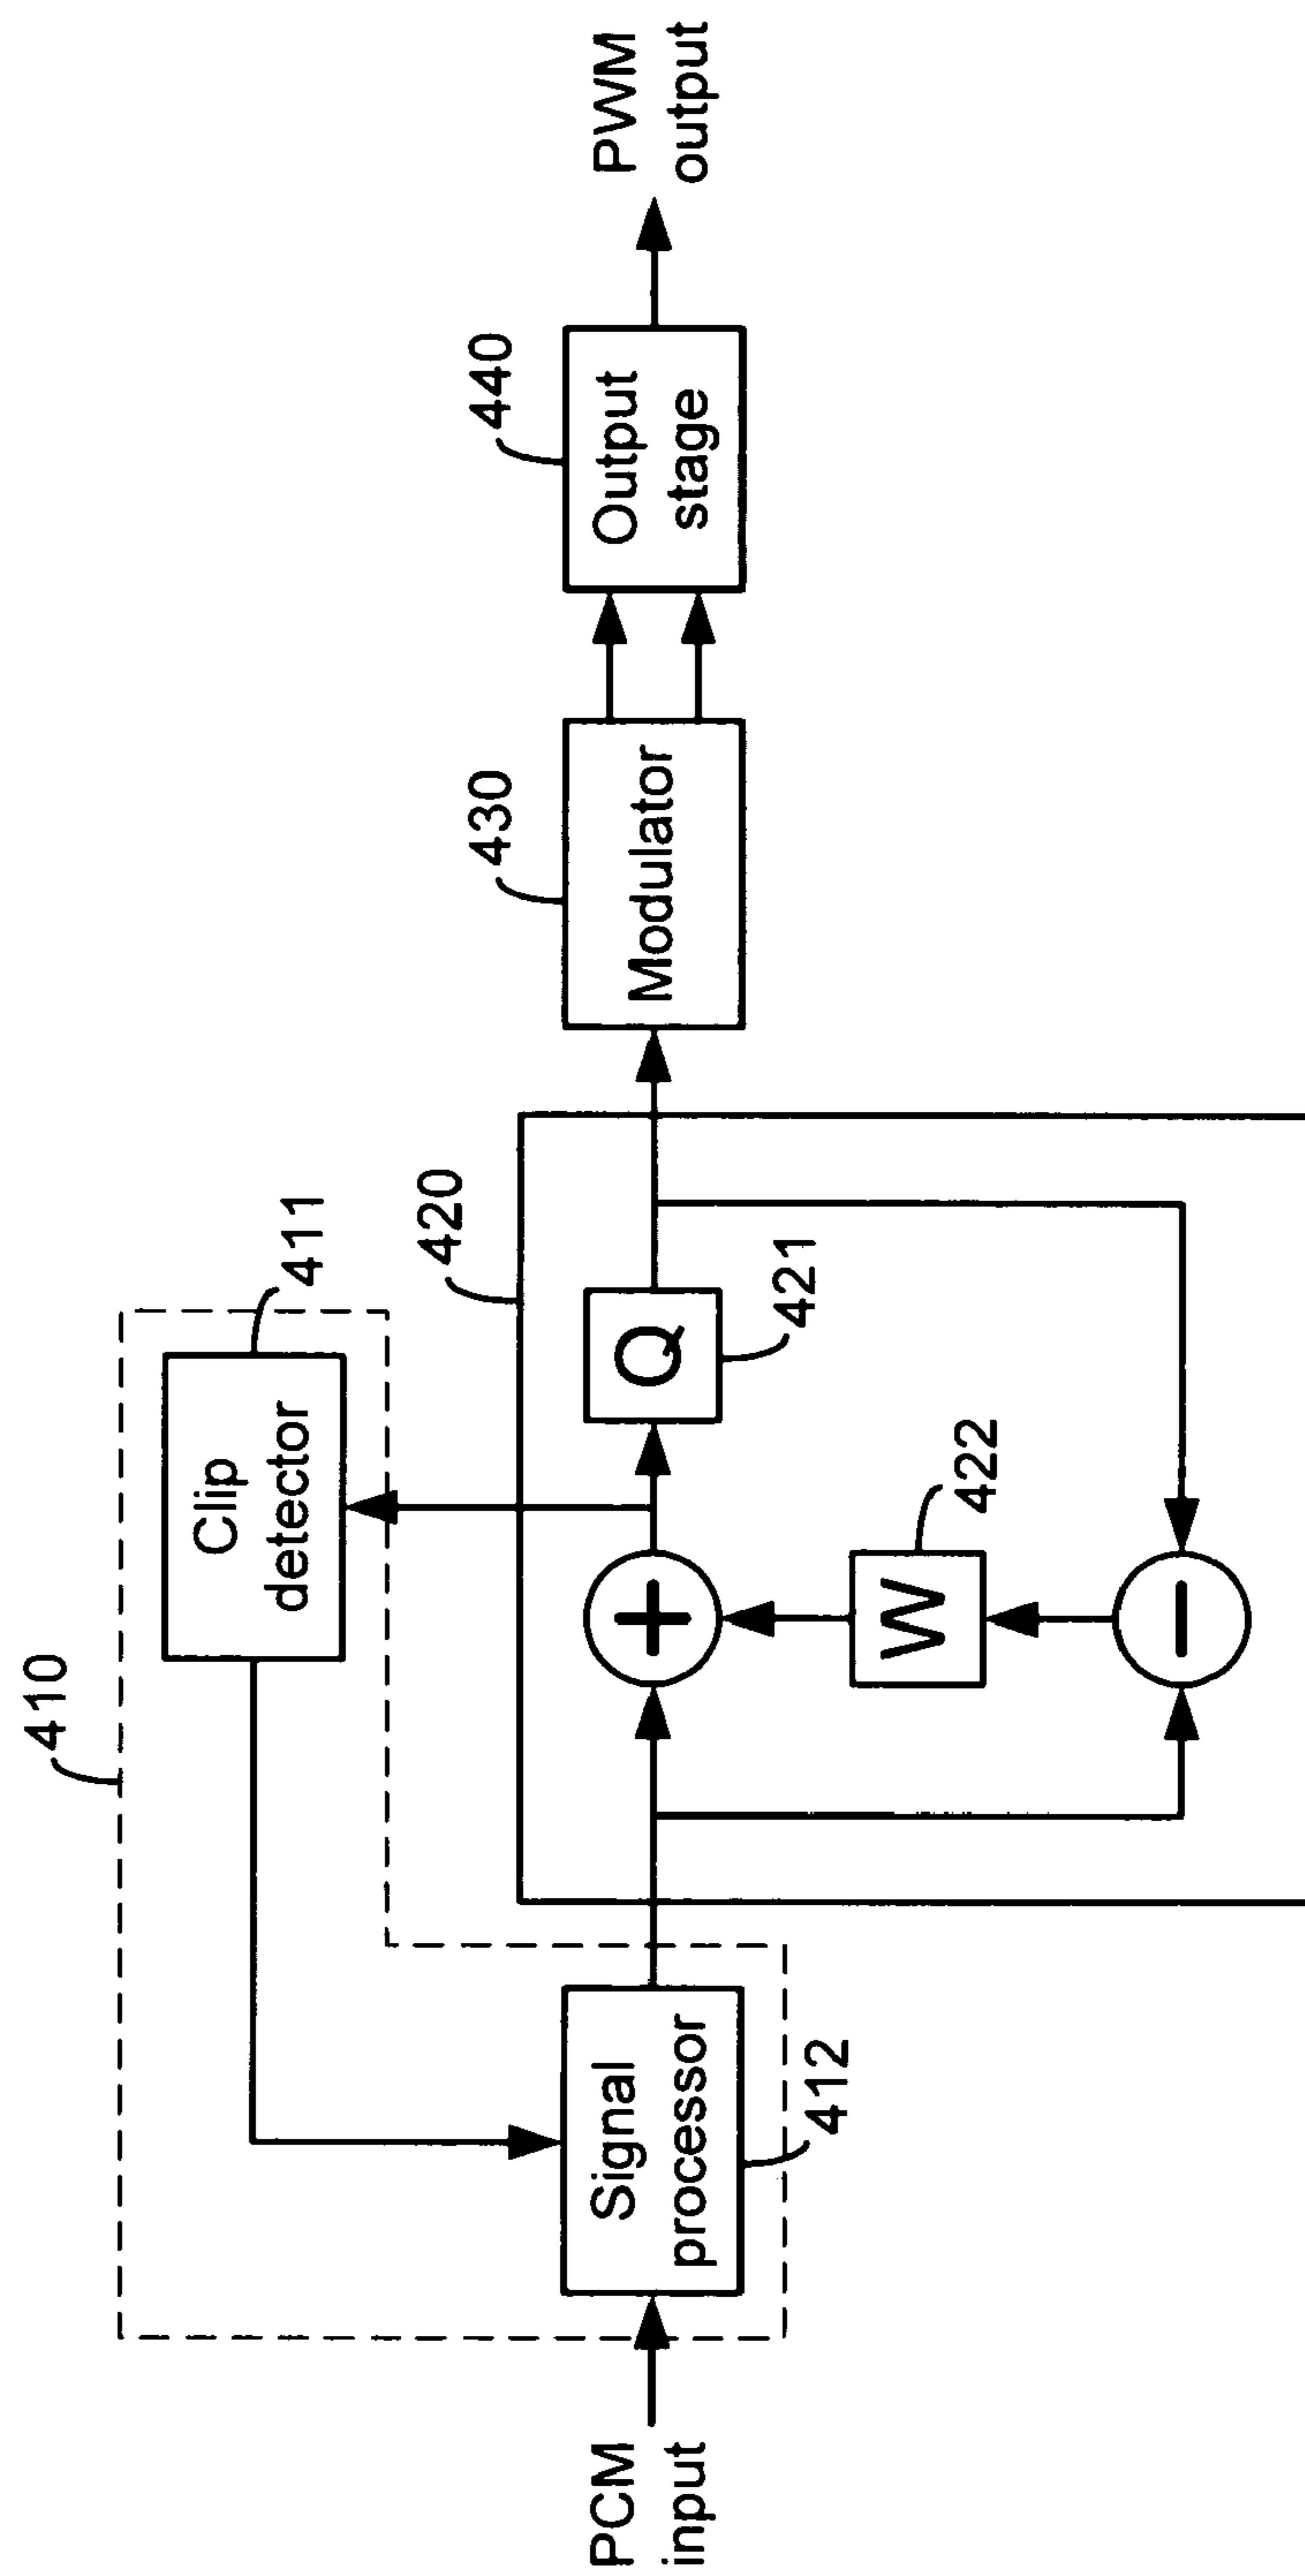 410
Clip
detector
411
420
430
440
PCM
input
Signal
processor
412
+
Q
421
W
422
−
Modulator
Output
stage
PWM
output